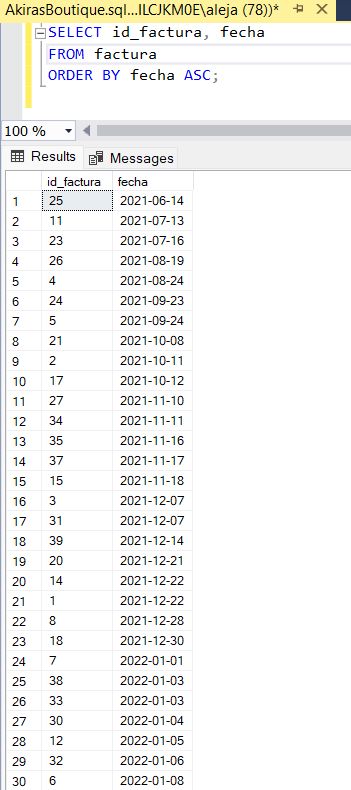 AkirasBoutique.sql...ILCJKM0E\aleja (78))*
SELECT id_factura, fecha
FROM factura
ORDER BY fecha ASC;
100 %
Results Messages
id_factura fecha
1 25 2021-06-14
2 11 2021-07-13
3 23 2021-07-16
4 26 2021-08-19
5 4 2021-08-24
6 24 2021-09-23
7 5 2021-09-24
8 21 2021-10-08
9 2 2021-10-11
10 17 2021-10-12
11 27 2021-11-10
12 34 2021-11-11
13 35 2021-11-16
14 37 2021-11-17
15 15 2021-11-18
16 3 2021-12-07
17 31 2021-12-07
18 39 2021-12-14
19 20 2021-12-21
20 14 2021-12-22
21 1 2021-12-22
22 8 2021-12-28
23 18 2021-12-30
24 7 2022-01-01
25 38 2022-01-03
26 33 2022-01-03
27 30 2022-01-04
28 12 2022-01-05
29 32 2022-01-06
30 6 2022-01-08